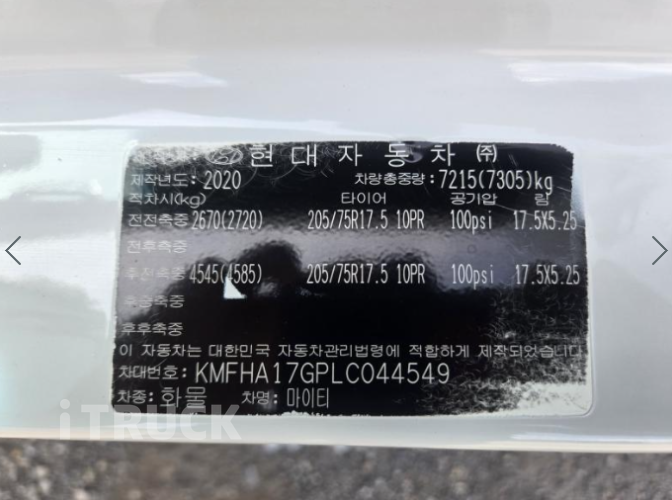 현대자동차 (주)
제작년도: 2020 차량총중량: 7215(7305)kg
적차시(kg) 타이어 공기압 림
전전축중 2670(2720) 205/75R17.5 10PR 100psi 17.5X5.25
전후축중
후전축중 4545(4585) 205/75R17.5 10PR 100psi 17.5X5.25
후중축중
후후축중
이 자동차는 대한민국 자동차관리법령에 적합하게 제작되었습니다
차대번호: KMFHA17GPLC044549
차종: 화물 차명: 마이티
iTRUCK